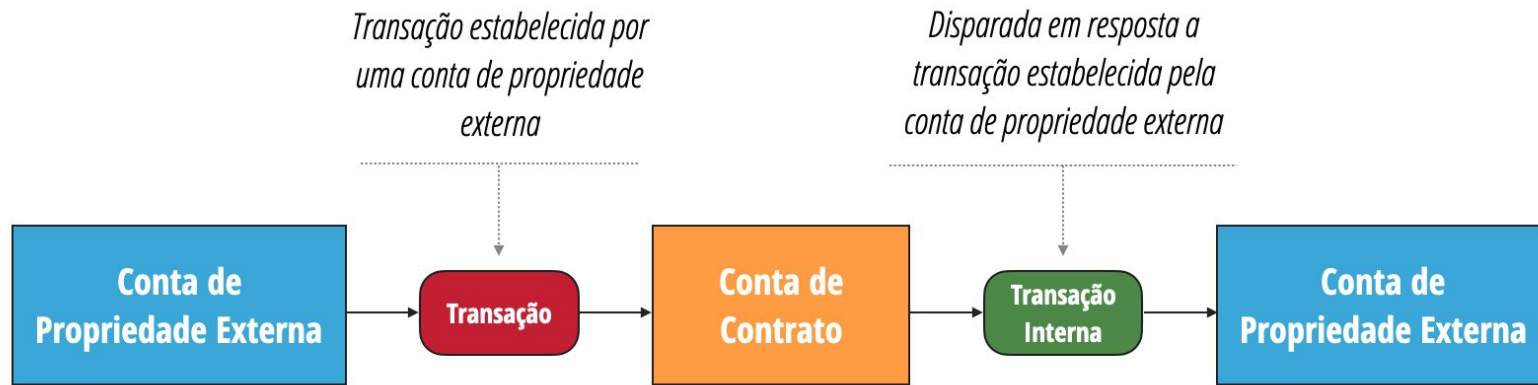 Transação estabelecida por
uma conta de propriedade
externa
Disparada em resposta a
transação estabelecida pela
conta de propriedade externa
Conta de
Propriedade Externa
Transação
Conta de
Contrato
Transação
Interna
Conta de
Propriedade Externa